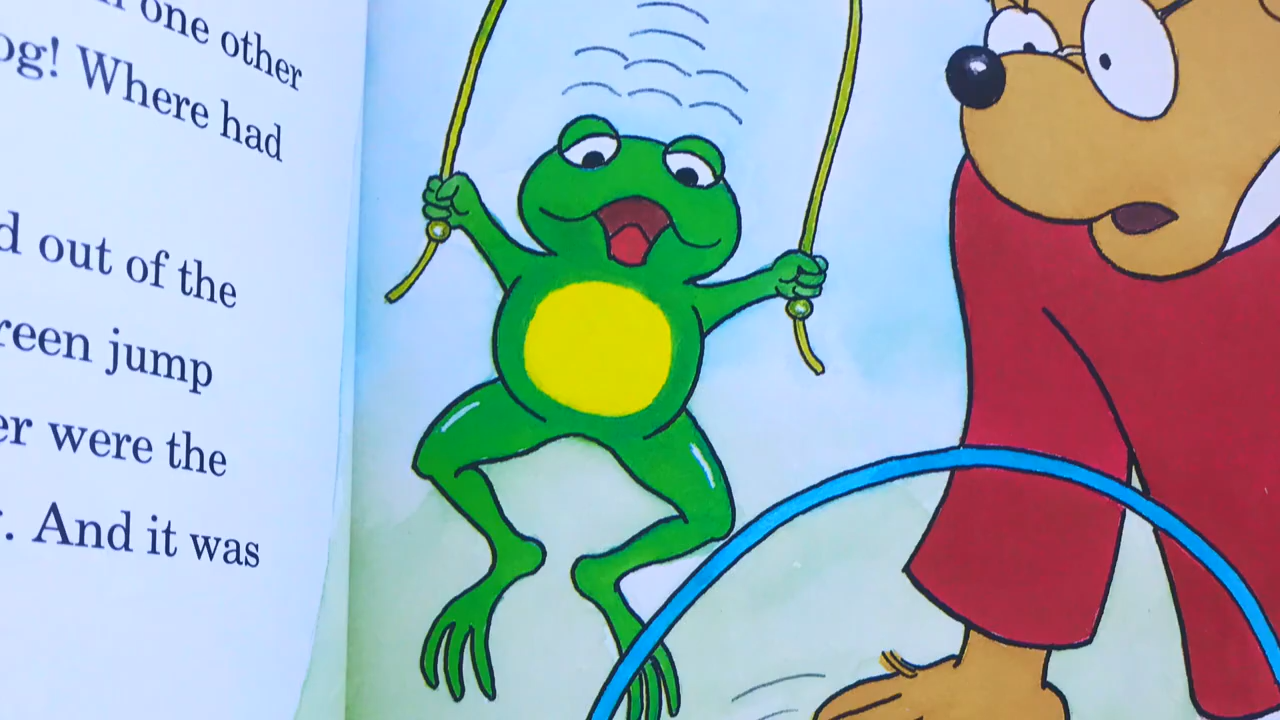 one other
og! Where had
d out of the
reen jump
er were the
. And it was